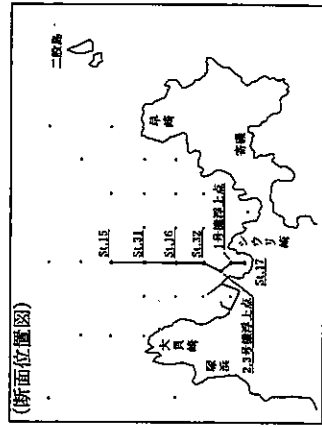 (断面位置図)
二股島
St.15
St.31
St.16
St.32
St.17
早崎
寄磯
1号機浮上点
シウリ崎
大貝崎
塚浜
2,3号機浮上点